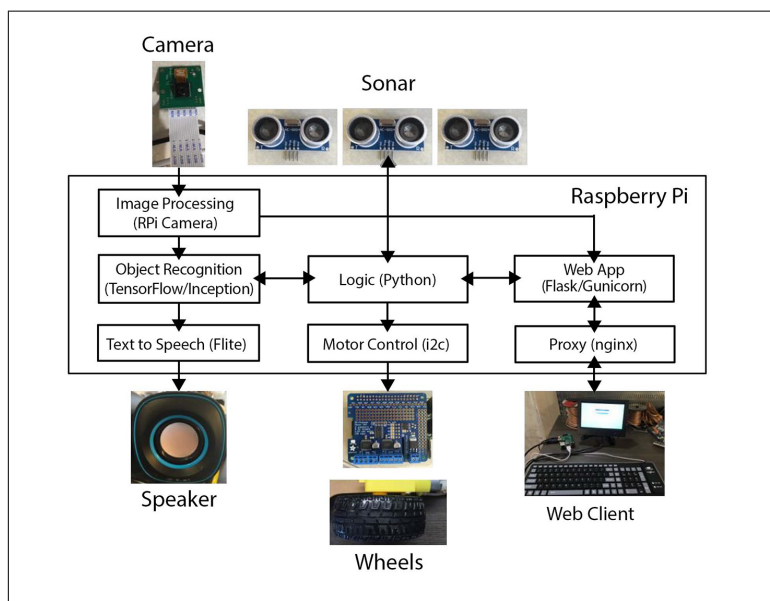 Camera
Sonar
Raspberry Pi
Image Processing
(RPi Camera)
Object Recognition
(TensorFlow/Inception)
Logic (Python)
Web App
(Flask/Gunicorn)
Text to Speech (Flite)
Motor Control (i2c)
Proxy (nginx)
Speaker
Wheels
Web Client